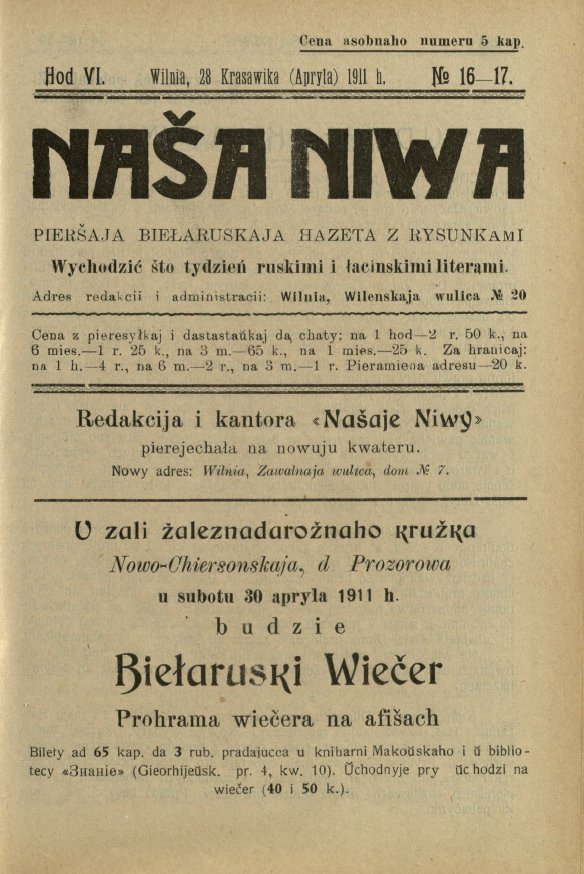 Cena asobnaho numeru 5 kap.
Hod VI. Wilnia, 28 Krasawika (Apryla) 1911 h. № 16—17.
NAŠA NIWA
PIERŠAJA BIEŁARUSKAJA HAZETA Z RYSUNKAMI
Wychodzić što tydzień ruskimi i łacinskimi literami.
Adres redakcii i administracii: Wilnia, Wilenskaja wulica № 20
Cena z pieresyłkaj i dastastaŭkaj da chaty: na 1 hod—2 r. 50 k., na
6 mies.—1 r. 25 k., na 3 m.—65 k., na 1 mies.—25 k. Za hranicaj:
na 1 h.—4 r., na 6 m.—2 r., na 3 m.—1 r. Pieramiena adresu—20 k.
Redakcija i kantora «Našaje Niwy»
pierejechała na nowuju kwateru.
Nowy adres: Wilnia, Zawalnaja wulica, dom № 7.
U zali żaleznadarožnaho kružka
Nowo-Chiersonskaja, d Prozorowa
u subotu 30 apryla 1911 h.
budzie
Biełaruski Wiečer
Prohrama wiečera na afišach
Bilety ad 65 kap. da 3 rub. pradajucca u kniharni Makoŭskaho i ŭ biblio-
tecy «Знаніе» (Gieorhijeŭsk. pr. 4, kw. 10). Ŭchodnyje pry ŭchodzi na
wiečer (40 i 50 k.).